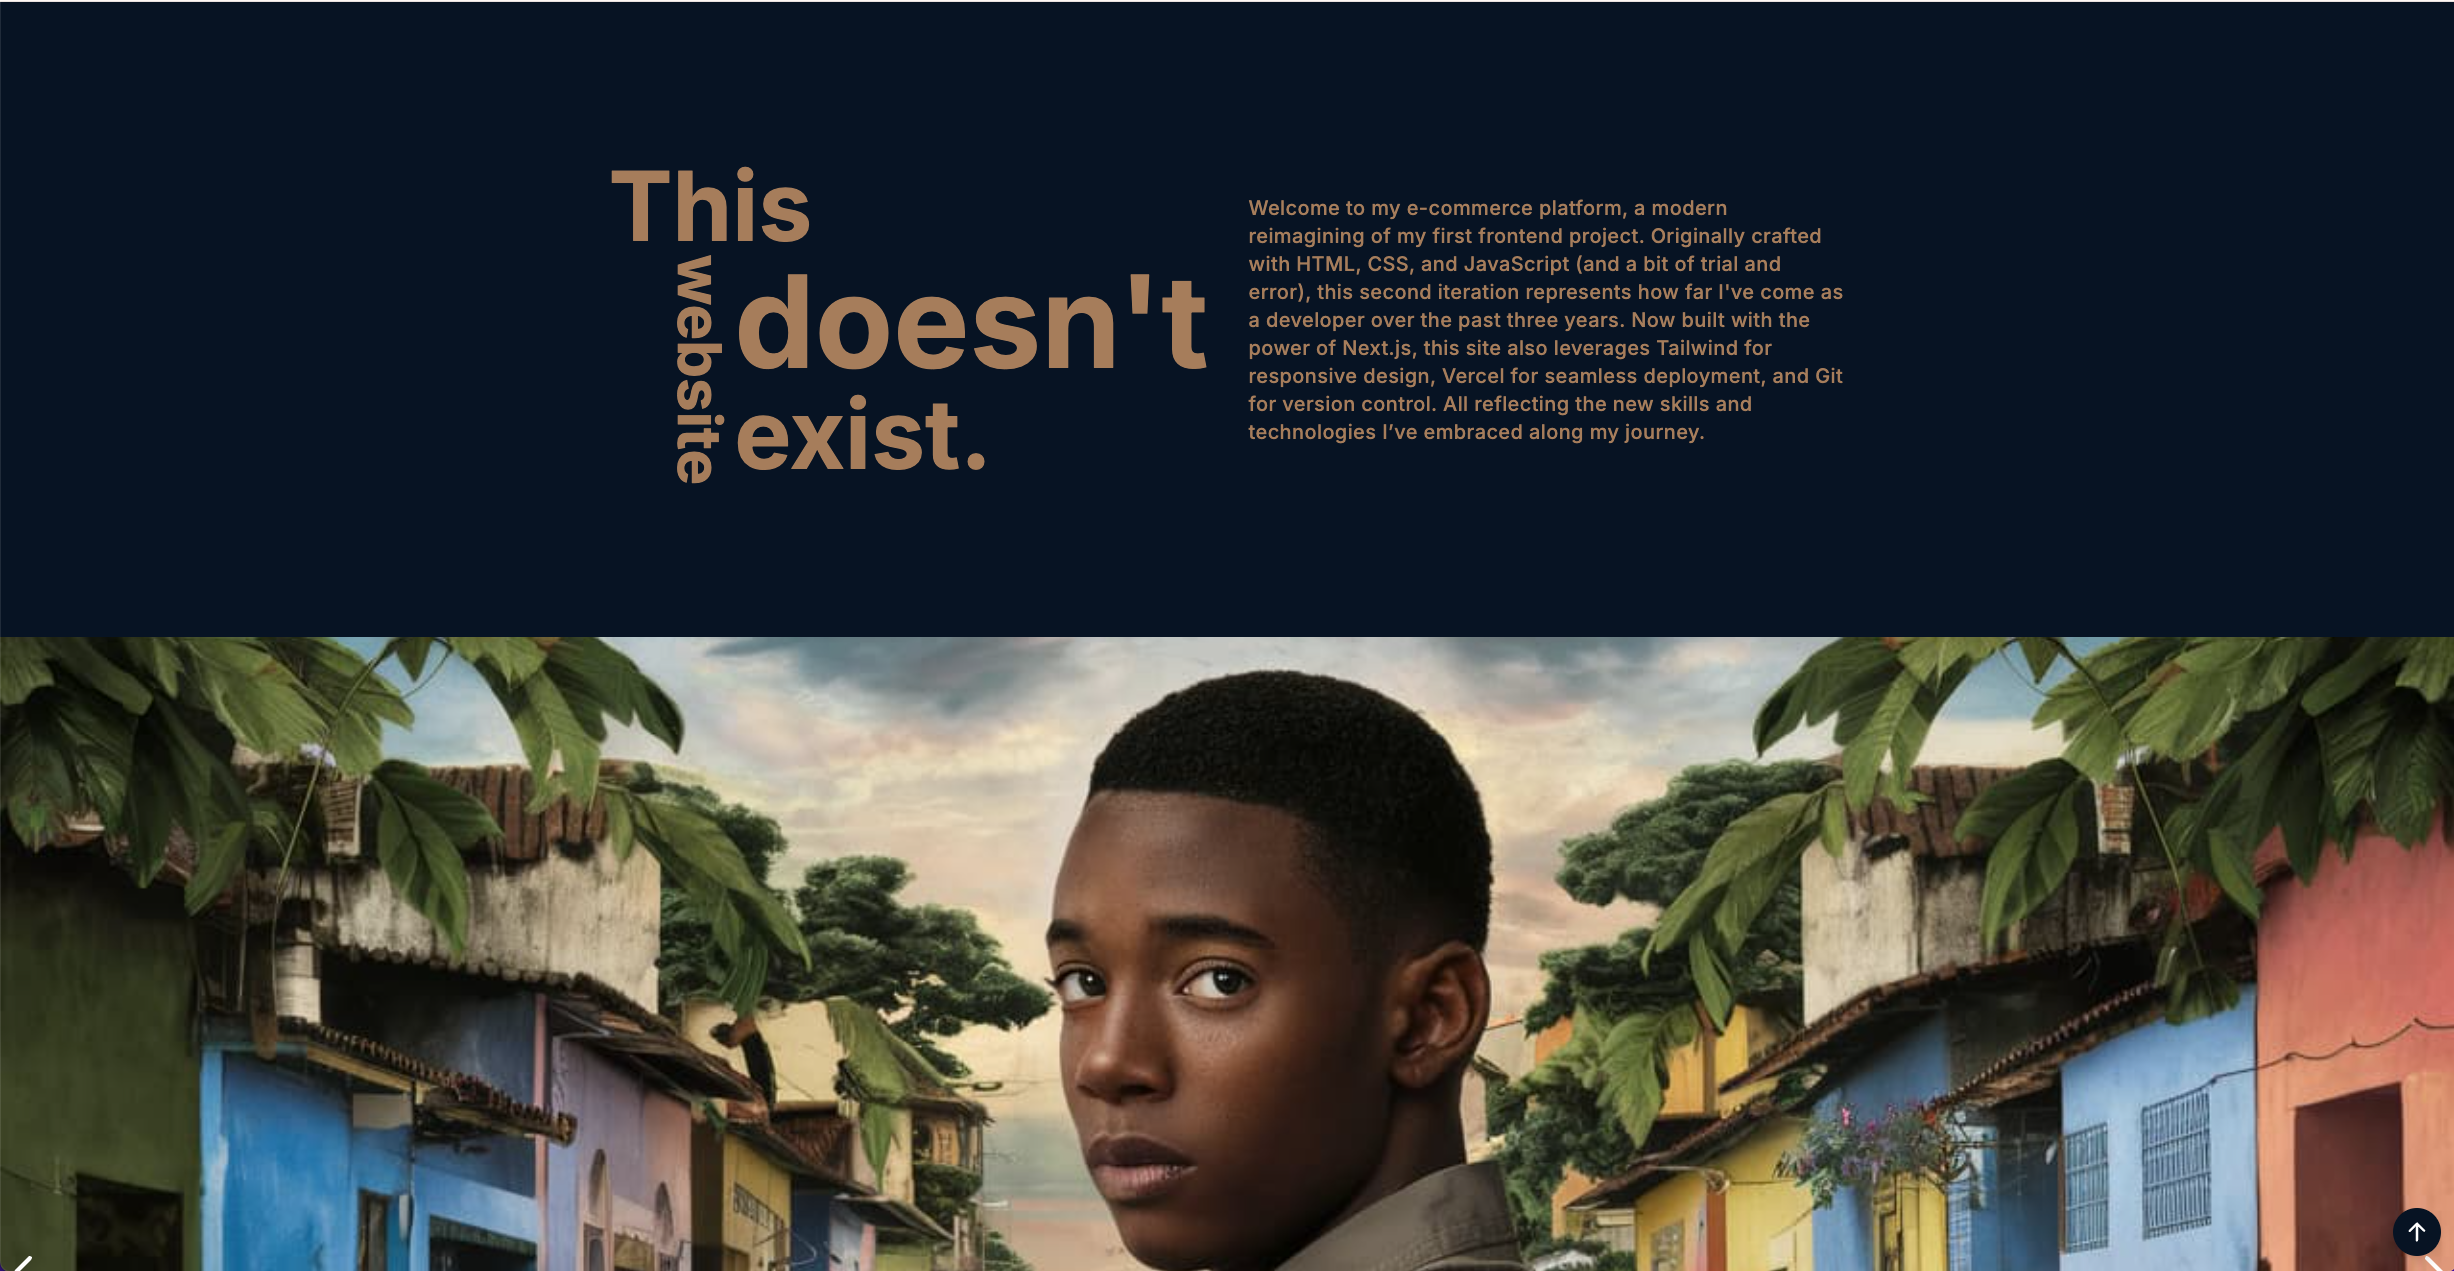 This
website
doesn't
exist.
Welcome to my e-commerce platform, a modern
reimagining of my first frontend project. Originally crafted
with HTML, CSS, and JavaScript (and a bit of trial and
error), this second iteration represents how far I've come as
a developer over the past three years. Now built with the
power of Next.js, this site also leverages Tailwind for
responsive design, Vercel for seamless deployment, and Git
for version control. All reflecting the new skills and
technologies I’ve embraced along my journey.